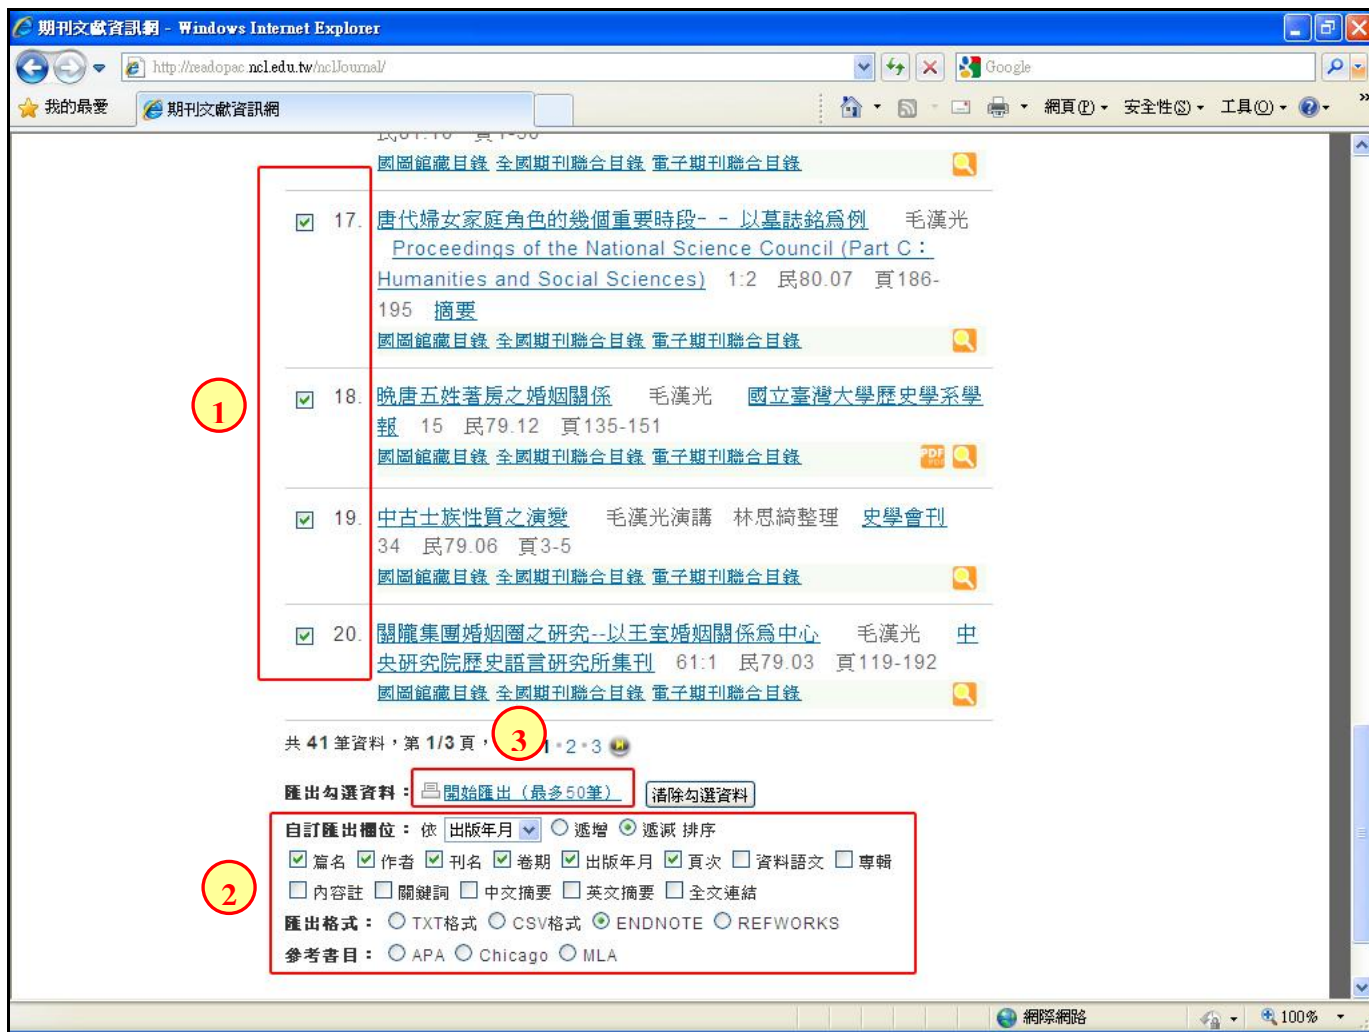 期刊文獻資訊網 - Windows Internet Explorer
http://readopac.ncl.edu.tw/nclJournal/
Google
我的最愛
期刊文獻資訊網
網頁(P) 安全性(S) 工具(O)
國圖館藏目錄 全國期刊聯合目錄 電子期刊聯合目錄
17. 唐代婦女家庭角色的幾個重要時段- - 以墓誌銘為例 毛漢光
Proceedings of the National Science Council (Part C：
Humanities and Social Sciences) 1:2 民80.07 頁186-
195 摘要
國圖館藏目錄 全國期刊聯合目錄 電子期刊聯合目錄
1
18. 晚唐五姓著房之婚姻關係 毛漢光 國立臺灣大學歷史學系學
報 15 民79.12 頁135-151
國圖館藏目錄 全國期刊聯合目錄 電子期刊聯合目錄
PDF
19. 中古士族性質之演變 毛漢光演講 林思綺整理 史學會刊
34 民79.06 頁3-5
國圖館藏目錄 全國期刊聯合目錄 電子期刊聯合目錄
20. 關隴集團婚姻圈之研究--以王室婚姻關係為中心 毛漢光 中
央研究院歷史語言研究所集刊 61:1 民79.03 頁119-192
國圖館藏目錄 全國期刊聯合目錄 電子期刊聯合目錄
共 41 筆資料，第 1/3 頁， 3 1 2 3
匯出勾選資料： 開始匯出（最多50筆） 清除勾選資料
自訂匯出欄位： 依 出版年月 遞增 遞減 排序
篇名 作者 刊名 卷期 出版年月 頁次 資料語文 專輯
2
內容註 關鍵詞 中文摘要 英文摘要 全文連結
匯出格式： TXT格式 CSV格式 ENDNOTE REFWORKS
參考書目： APA Chicago MLA
網際網路 100%